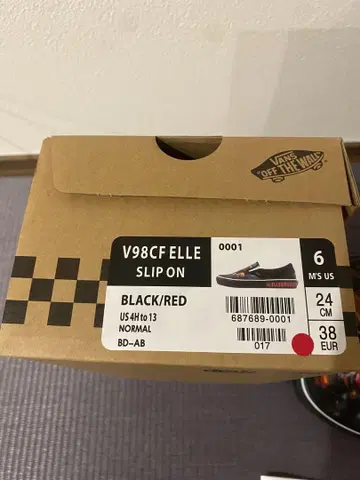 VANS
"OFF THE WALL"
V98CF ELLE
SLIP ON
0001
6
M'S US
BLACK/RED
US 4H to 13
NORMAL
BD-AB
687689-0001
017
24
CM
38
EUR